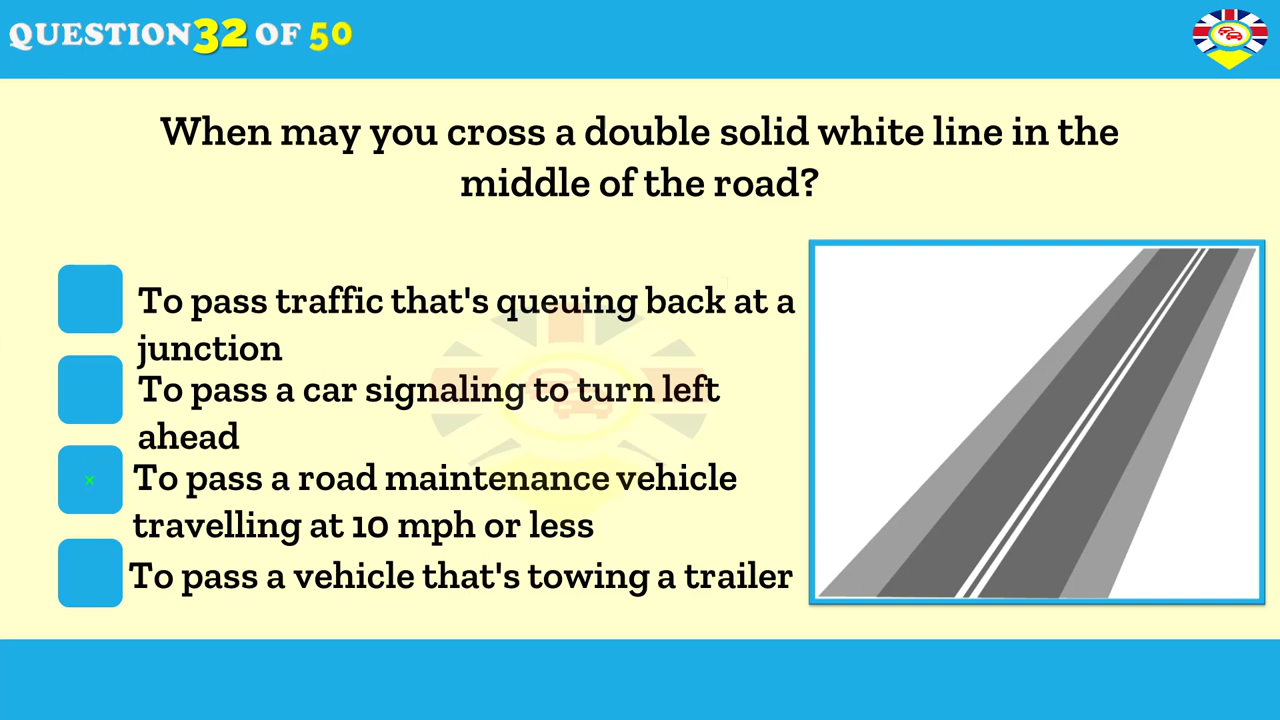 QUESTION 32 OF 50
When may you cross a double solid white line in the
middle of the road?
To pass traffic that's queuing back at a
junction
To pass a car signaling to turn left
ahead
x
To pass a road maintenance vehicle
travelling at 10 mph or less
To pass a vehicle that's towing a trailer